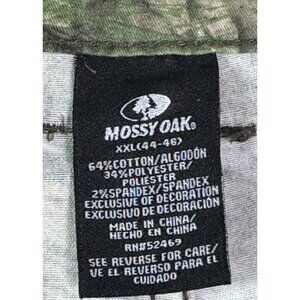 MOSSY OAK®
XXL(44-46)
64%COTTON/ALGODÓN
34%POLYESTER/
POLIÉSTER
2%SPANDEX/SPANDEX
EXCLUSIVE OF DECORATION
EXCLUSIVO DE DECORACIÓN
MADE IN CHINA/
HECHO EN CHINA
RN#52469
SEE REVERSE FOR CARE/
VE EL REVERSO PARA EL
CUIDADO